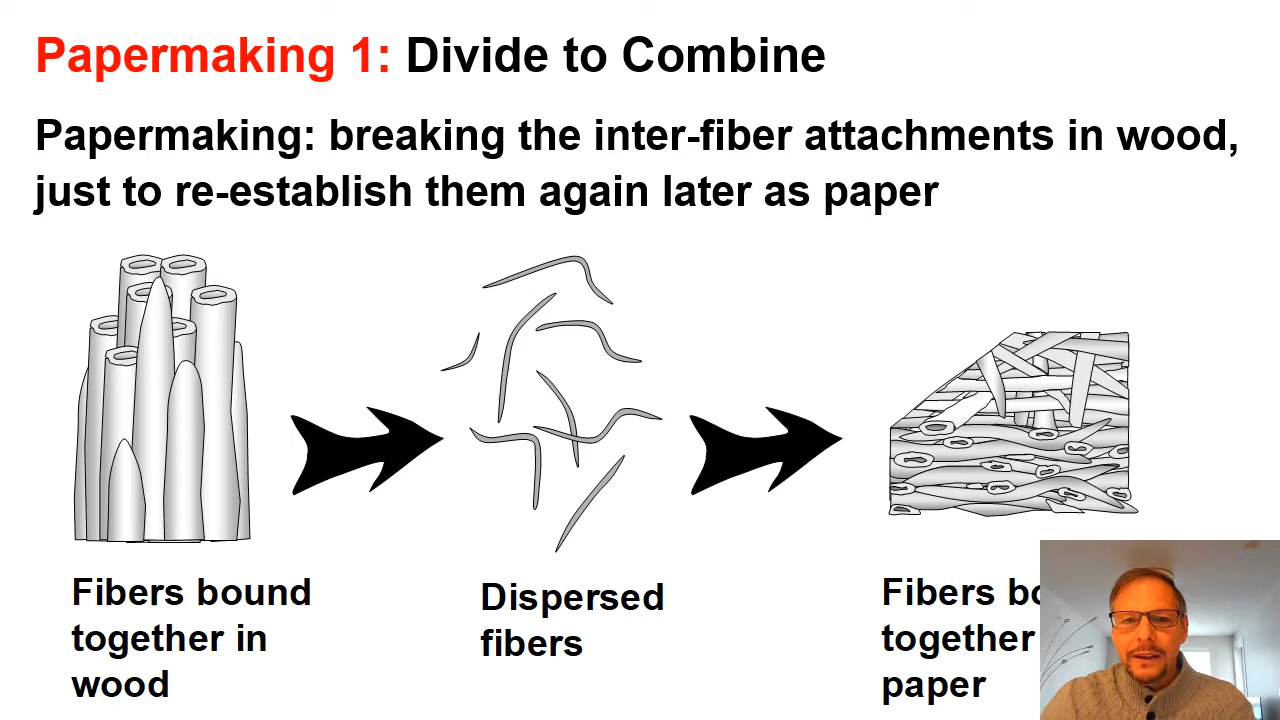 Papermaking 1: Divide to Combine
Papermaking: breaking the inter-fiber attachments in wood,
just to re-establish them again later as paper
Fibers bound
together in
wood
Dispersed
fibers
Fibers
together
paper